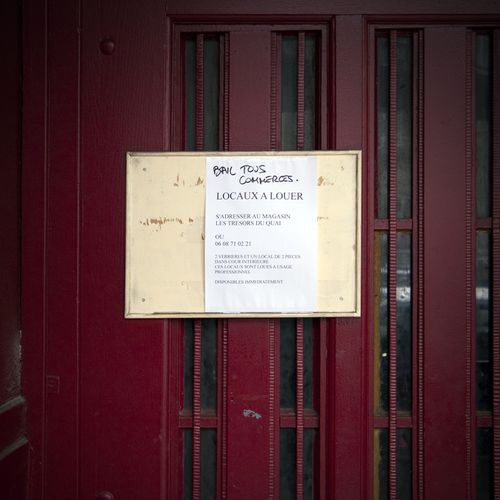 BAIL TOUS
COMMERCES.
LOCAUX A LOUER
S'ADRESSER AU MAGASIN
LES TRESORS DU QUAI
OU
06 08 71 02 21
2 VERRIERES ET UN LOCAL DE 2 PIECES
DANS COUR INTERIEURE
CES LOCAUX SONT LOUES A USAGE
PROFESSIONNEL
DISPONIBLES IMMEDIATEMENT